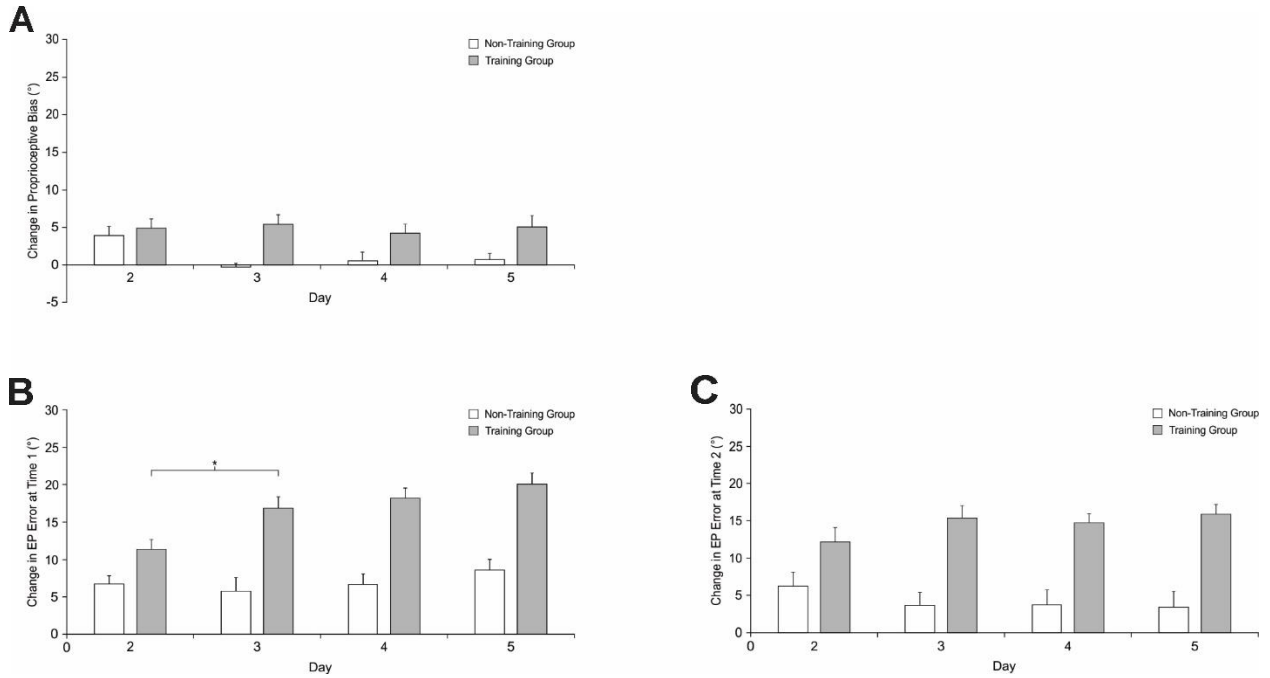 A
Non-Training Group
Training Group
Change in Proprioceptive Bias (°)
30
25
20
15
10
5
0
-5
2 3 4 5
Day
B
Non-Training Group
Training Group
*
Change in EP Error at Time 1 (°)
30
25
20
15
10
5
0
0 2 3 4 5
Day
C
Non-Training Group
Training Group
Change in EP Error at Time 2 (°)
30
25
20
15
10
5
0
0 2 3 4 5
Day